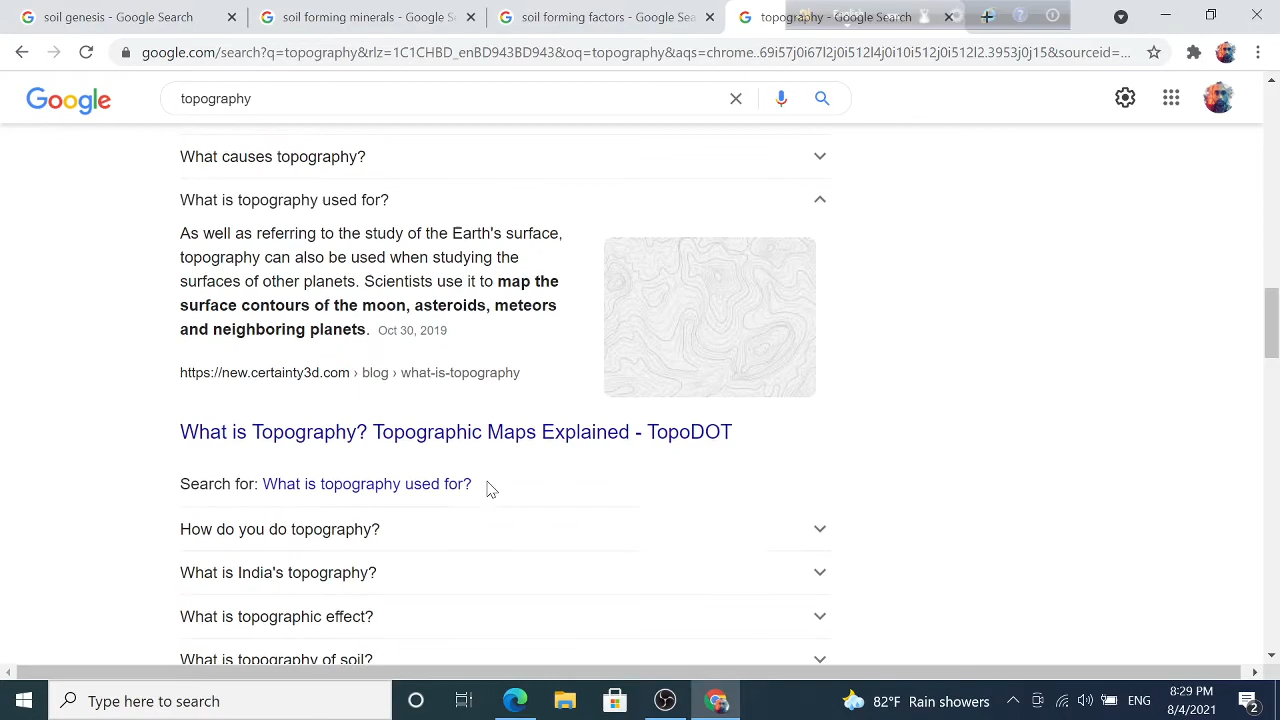 soil genesis - Google Search
soil forming minerals - Google
soil forming factors - Google Sea
topography - Google Search
google.com/search?q=topography&rlz=1C1CHBD_enBD943BD943&oq=topography&aqs=chrome.69i57j0i67l2j0i512l4j0i10i512j0i512l2.3953j0j15&sourceid=...
Google
topography
What causes topography?
What is topography used for?
As well as referring to the study of the Earth's surface,
topography can also be used when studying the
surfaces of other planets. Scientists use it to map the
surface contours of the moon, asteroids, meteors
and neighboring planets. Oct 30, 2019
https://new.certainty3d.com › blog › what-is-topography
What is Topography? Topographic Maps Explained - TopoDOT
Search for: What is topography used for?
How do you do topography?
What is India's topography?
What is topographic effect?
What is topography of soil?
Type here to search
82°F Rain showers
ENG
8:29 PM
8/4/2021
2